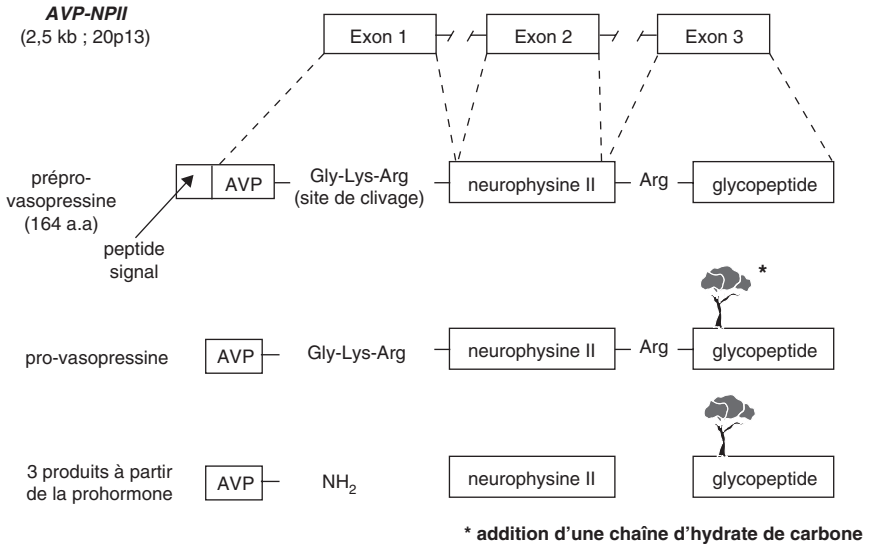 AVP-NPII
(2,5 kb ; 20p13)
Exon 1
Exon 2
Exon 3
prépro-
vasopressine
(164 a.a)
AVP
Gly-Lys-Arg
(site de clivage)
neurophysine II
Arg
glycopeptide
peptide
signal
*
pro-vasopressine
AVP
Gly-Lys-Arg
neurophysine II
Arg
glycopeptide
3 produits à partir
de la prohormone
AVP
NH2
neurophysine II
glycopeptide
* addition d'une chaîne d'hydrate de carbone